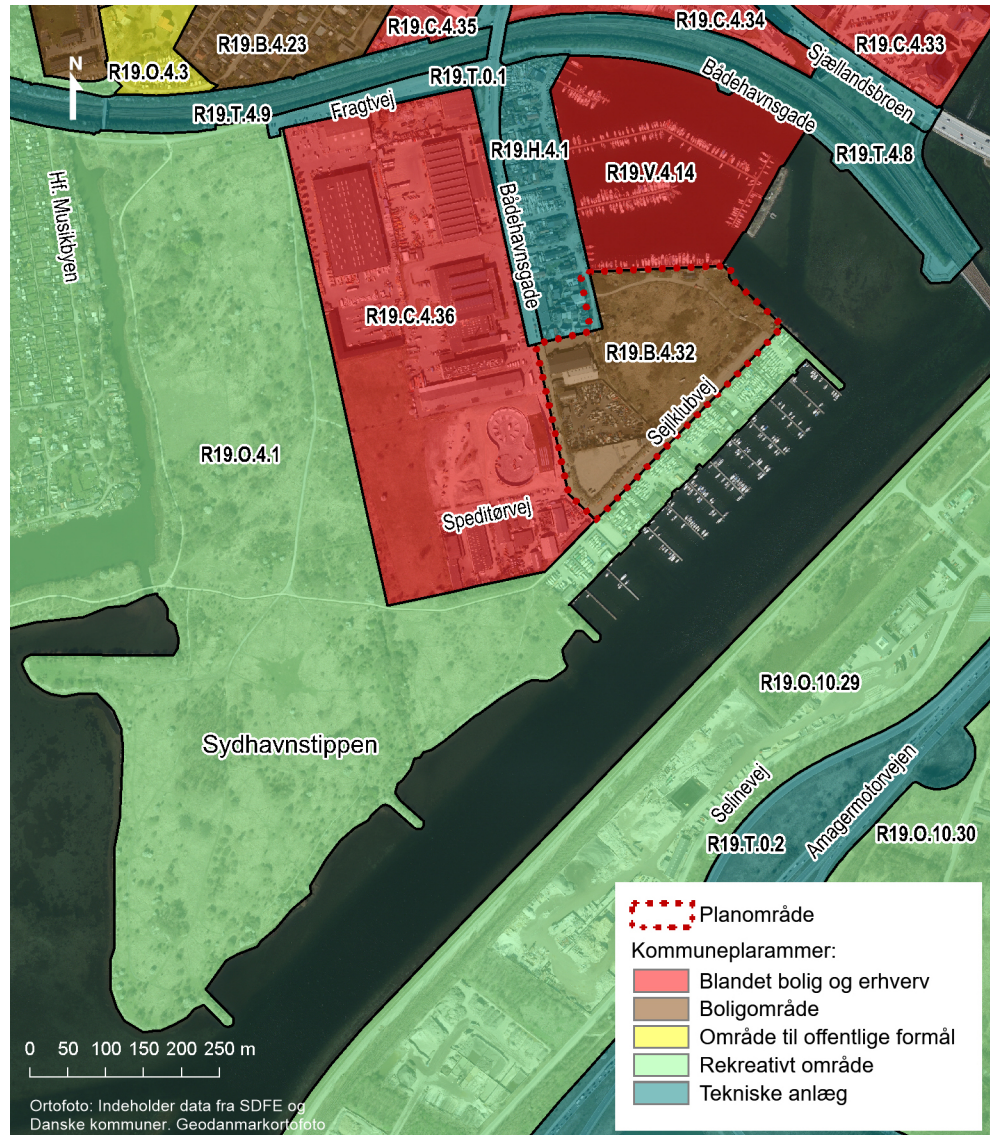 R19.C.4.35
R19.C.4.34
R19.C.4.33
R19.B.4.23
R19.O.4.3
N
R19.T.0.1
Sjællandsbroen
Bådehavnsgade
Fragtvej
R19.T.4.9
R19.H.4.1
R19.T.4.8
R19.V.4.14
Hf. Musikbyen
Bådehavnsgade
R19.C.4.36
R19.B.4.32
Sejlklubvej
R19.O.4.1
Speditørvej
R19.O.10.29
Sydhavnstippen
Selinevej
Amagermotorvejen
R19.T.0.2
R19.O.10.30
Planområde
Kommuneplarammer:
Blandet bolig og erhverv
Boligområde
Område til offentlige formål
Rekreativt område
Tekniske anlæg
0 50 100 150 200 250 m
Ortofoto: Indeholder data fra SDFE og
Danske kommuner. Geodanmarkortofoto